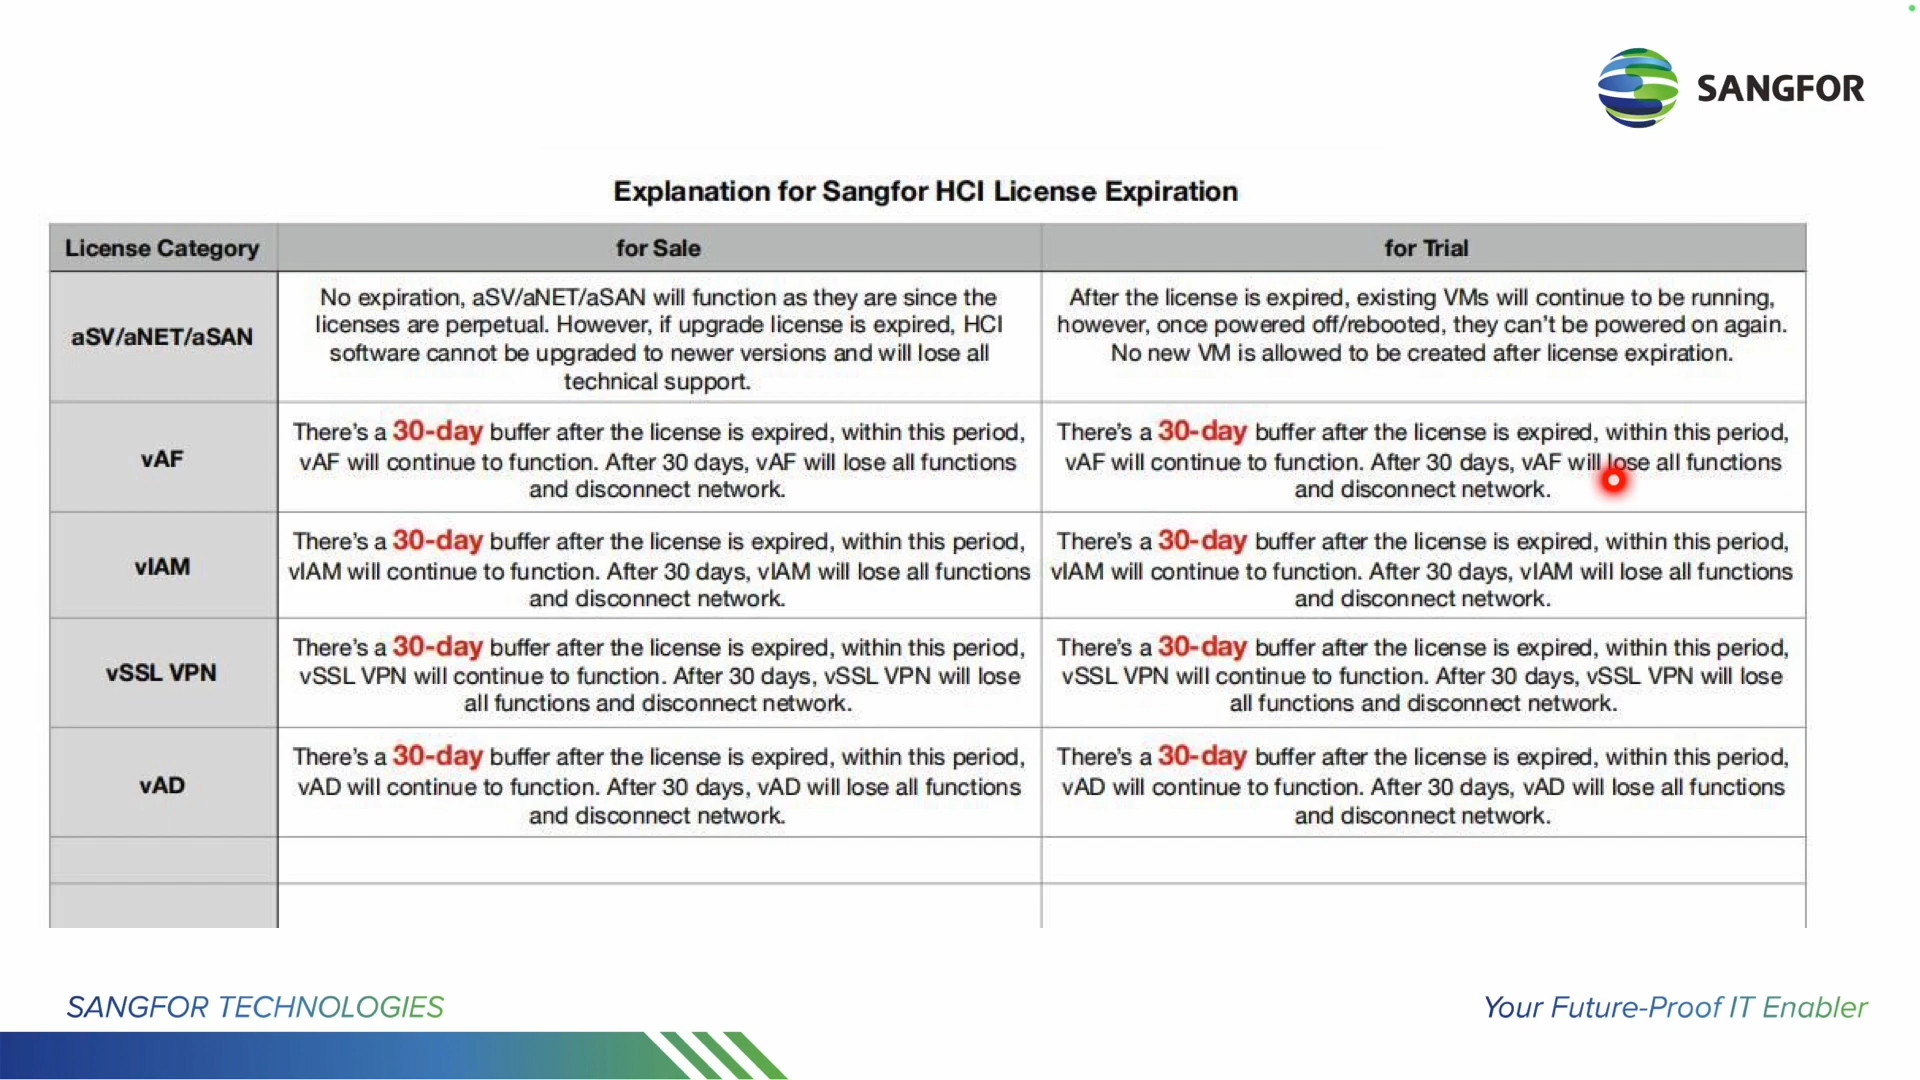 SANGFOR
Explanation for Sangfor HCI License Expiration
License Category
for Sale
for Trial
aSV/aNET/aSAN
No expiration, aSV/aNET/aSAN will function as they are since the
licenses are perpetual. However, if upgrade license is expired, HCI
software cannot be upgraded to newer versions and will lose all
technical support.
After the license is expired, existing VMs will continue to be running,
however, once powered off/rebooted, they can't be powered on again.
No new VM is allowed to be created after license expiration.
vAF
There's a 30-day buffer after the license is expired, within this period,
vAF will continue to function. After 30 days, vAF will lose all functions
and disconnect network.
There's a 30-day buffer after the license is expired, within this period,
vAF will continue to function. After 30 days, vAF will lose all functions
and disconnect network.
vIAM
There's a 30-day buffer after the license is expired, within this period,
vIAM will continue to function. After 30 days, vIAM will lose all functions
and disconnect network.
There's a 30-day buffer after the license is expired, within this period,
vIAM will continue to function. After 30 days, vIAM will lose all functions
and disconnect network.
vSSL VPN
There's a 30-day buffer after the license is expired, within this period,
vSSL VPN will continue to function. After 30 days, vSSL VPN will lose
all functions and disconnect network.
There's a 30-day buffer after the license is expired, within this period,
vSSL VPN will continue to function. After 30 days, vSSL VPN will lose
all functions and disconnect network.
vAD
There's a 30-day buffer after the license is expired, within this period,
vAD will continue to function. After 30 days, vAD will lose all functions
and disconnect network.
There's a 30-day buffer after the license is expired, within this period,
vAD will continue to function. After 30 days, vAD will lose all functions
and disconnect network.
SANGFOR TECHNOLOGIES
Your Future-Proof IT Enabler